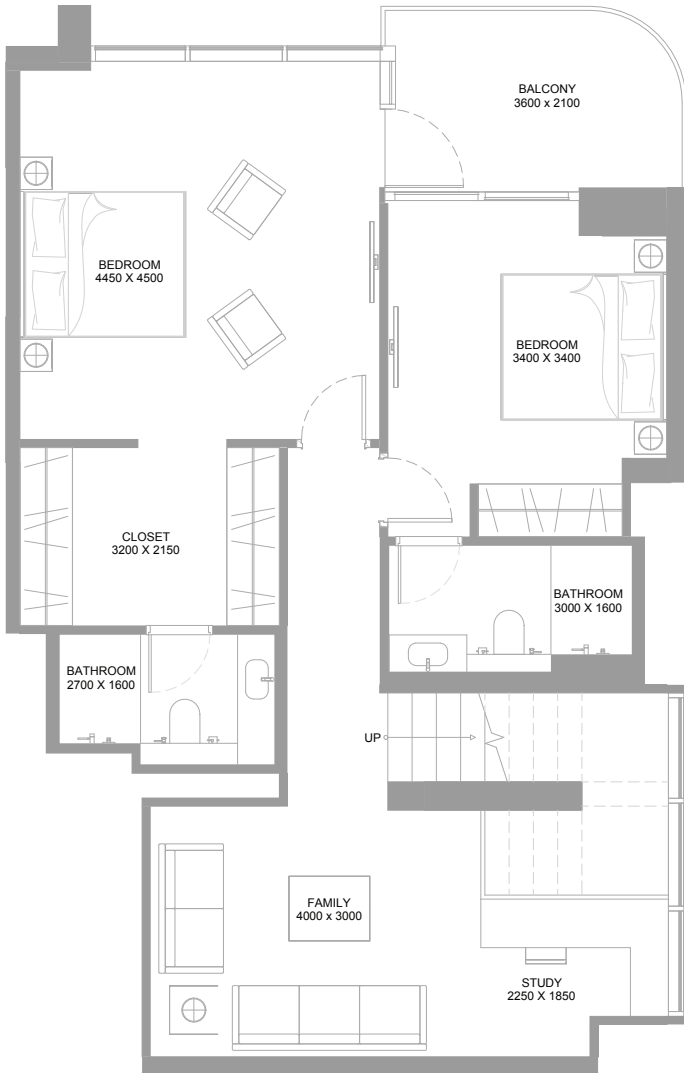 BALCONY
3600 x 2100
BEDROOM
4450 X 4500
BEDROOM
3400 X 3400
CLOSET
3200 X 2150
BATHROOM
3000 X 1600
BATHROOM
2700 X 1600
UP
FAMILY
4000 x 3000
STUDY
2250 X 1850